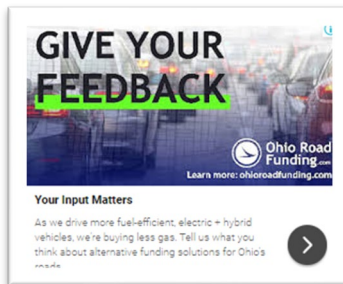 GIVE YOUR
FEEDBACK
Ohio Road
Funding.com
Learn more: ohioroadfunding.com
Your Input Matters
As we drive more fuel-efficient, electric + hybrid
vehicles, we're buying less gas. Tell us what you
think about alternative funding solutions for Ohio's
roads